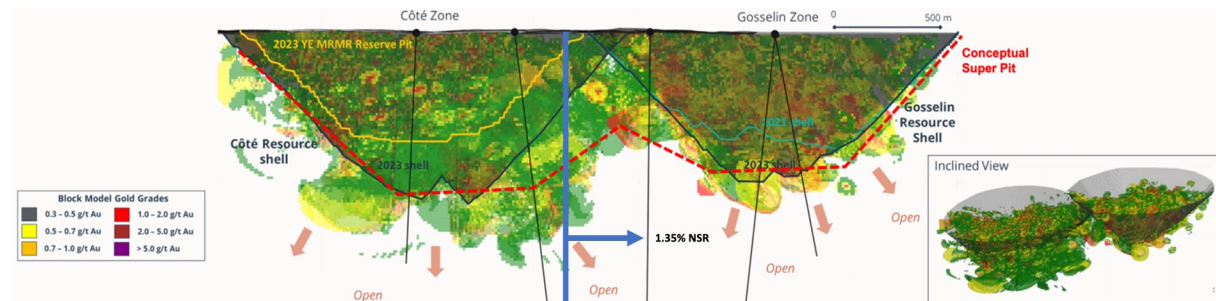 Côté Zone
Gosselin Zone
0
500 m
2023 YE MRMR Reserve Pit
Conceptual
Super Pit
2021 shell
Gosselin
Resource
Shell
Côté Resource
shell
2023 shell
2023 shell
Inclined View
Block Model Gold Grades
0.3 – 0.5 g/t Au
1.0 – 2.0 g/t Au
0.5 – 0.7 g/t Au
2.0 – 5.0 g/t Au
0.7 – 1.0 g/t Au
> 5.0 g/t Au
1.35% NSR
Open
Open
Open
Open